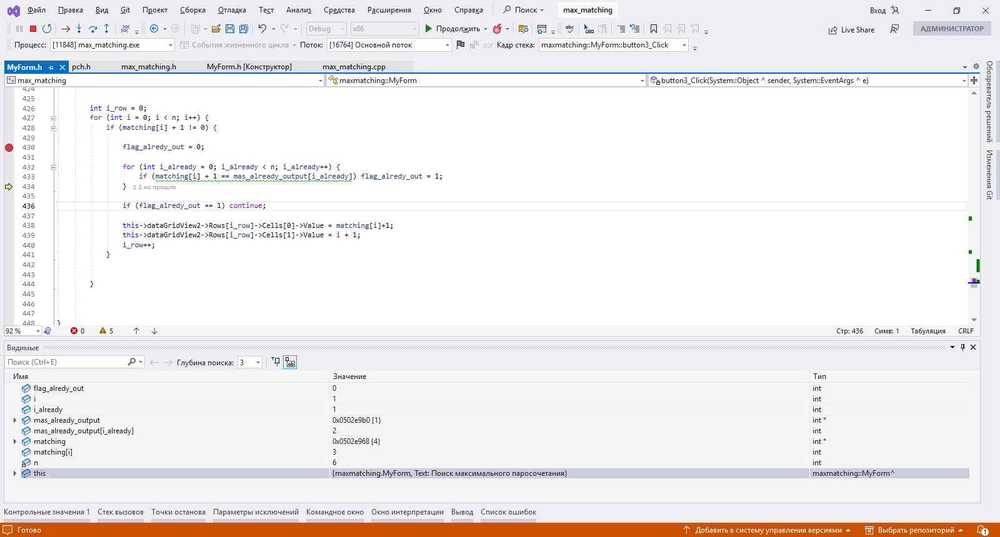 Файл Правка Вид Git Проект Сборка Отладка Тест Анализ Средства Расширения Окно Справка Поиск max_matching Вход
Debug x86 Продолжить Live Share АДМИНИСТРАТОР
Процесс: [11848] max_matching.exe События жизненного цикла Поток: [16764] Основной поток Кадр стека: maxmatching::MyForm::button3_Click
MyForm.h pch.h max_matching.h MyForm.h [Конструктор] max_matching.cpp
max_matching maxmatching::MyForm button3_Click(System::Object ^ sender, System::EventArgs ^ e)
Обозреватель решений
Изменения Git
424
425
426 int i_row = 0;
427 for (int i = 0; i < n; i++) {
428 if (matching[i] + 1 != 0) {
429
430 flag_alredy_out = 0;
431
432 for (int i_already = 0; i_already < n; i_already++) {
433 if (matching[i] + 1 == mas_already_output[i_already]) flag_alredy_out = 1;
434 } ≤ 2 мс прошло
435
436 if (flag_alredy_out == 1) continue;
437
438 this->dataGridView2->Rows[i_row]->Cells[0]->Value = matching[i]+1;
439 this->dataGridView2->Rows[i_row]->Cells[1]->Value = i + 1;
440 i_row++;
441 }
442
443
444 }
445
446
447
448 }
92 % 0 5 Стр: 436 Симв: 1 Табуляция CRLF
Видимые
Поиск (Ctrl+E) Глубина поиска: 3
Имя Значение Тип
flag_alredy_out 0 int
i 1 int
i_already 1 int
mas_already_output 0x0502e9b0 {1} int *
mas_already_output[i_already] 2 int
matching 0x0502e968 {4} int *
matching[i] 3 int
n 6 int
this {maxmatching.MyForm, Text: Поиск максимального паросочетания} maxmatching::MyForm^
Контрольные значения 1 Стек вызовов Точки останова Параметры исключений Командное окно Окно интерпретации Вывод Список ошибок
Готово Добавить в систему управления версиями Выбрать репозиторий 1